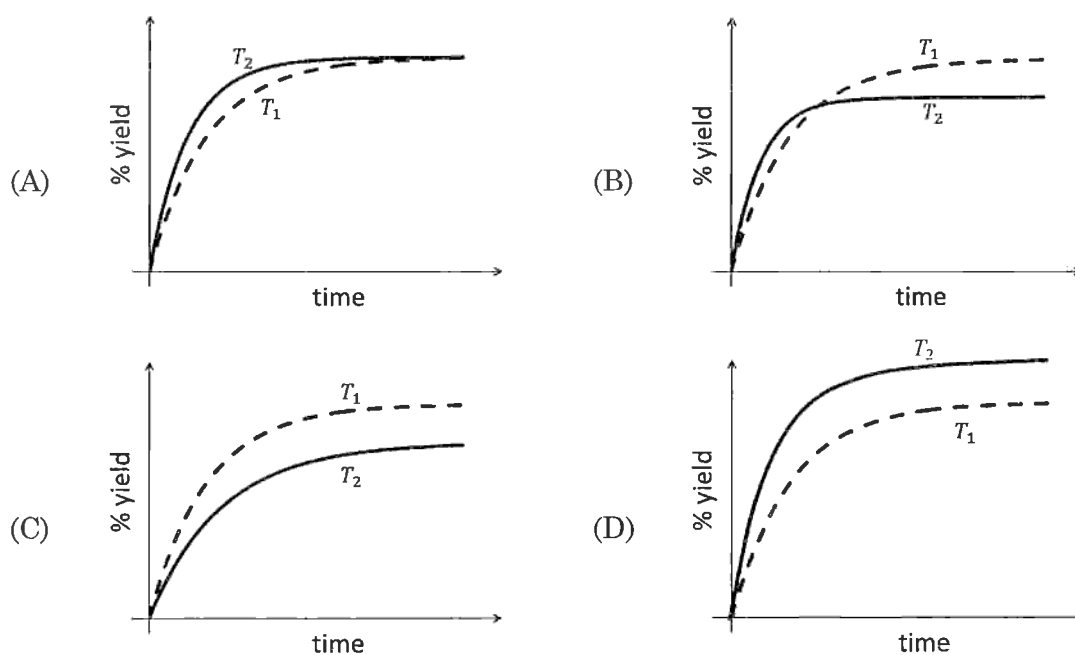 (A)
% yield
T₂
T₁
time
(B)
% yield
T₁
T₂
time
(C)
% yield
T₁
T₂
time
(D)
% yield
T₂
T₁
time